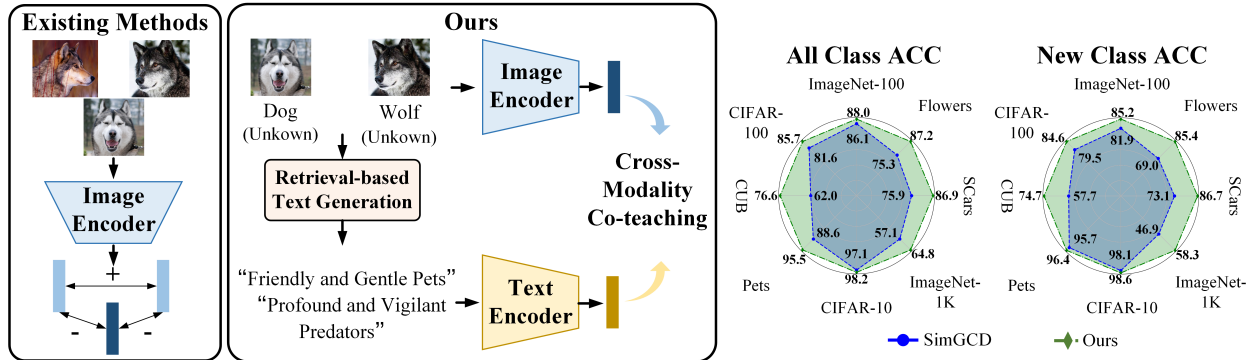 Existing Methods
Image
Encoder
+
-
-
Ours
Dog
(Unkown)
Wolf
(Unkown)
Retrieval-based
Text Generation
“Friendly and Gentle Pets”
“Profound and Vigilant
Predators”
Image
Encoder
Text
Encoder
Cross-
Modality
Co-teaching
All Class ACC
ImageNet-100
Flowers
SCars
ImageNet-
1K
CIFAR-10
Pets
CUB
CIFAR-
100
88.0
86.1
87.2
75.3
86.9
75.9
64.8
57.1
98.2
97.1
95.5
88.6
76.6
62.0
85.7
81.6
New Class ACC
ImageNet-100
Flowers
SCars
ImageNet-
1K
CIFAR-10
Pets
CUB
CIFAR-
100
85.2
81.9
85.4
69.0
86.7
73.1
58.3
46.9
98.6
98.1
96.4
95.7
74.7
57.7
84.6
79.5
SimGCD
Ours